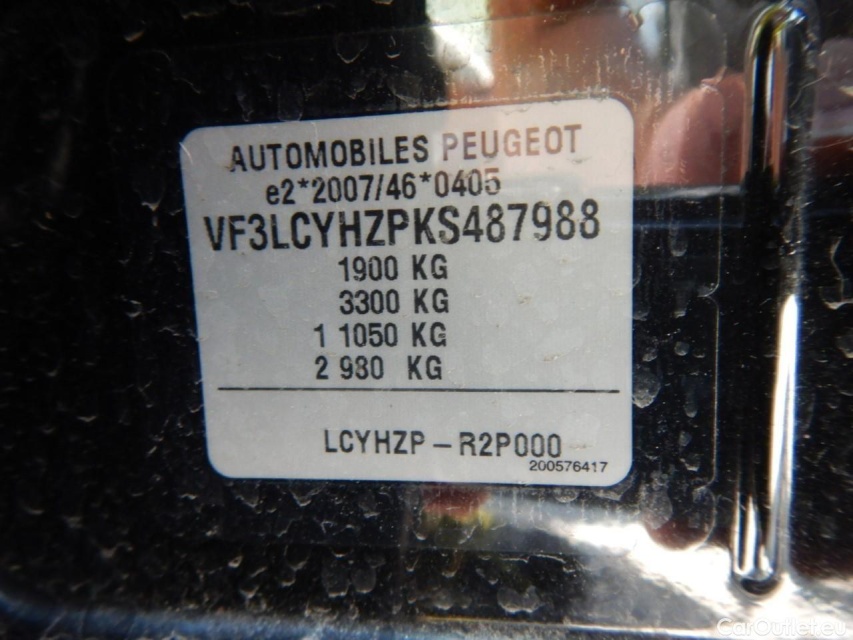 AUTOMOBILES PEUGEOT
e2*2007/46*0405
VF3LCYHZPKS487988
1900 KG
3300 KG
1 1050 KG
2 980 KG
LCYHZP - R2P000
200576417
CarOutlet.eu